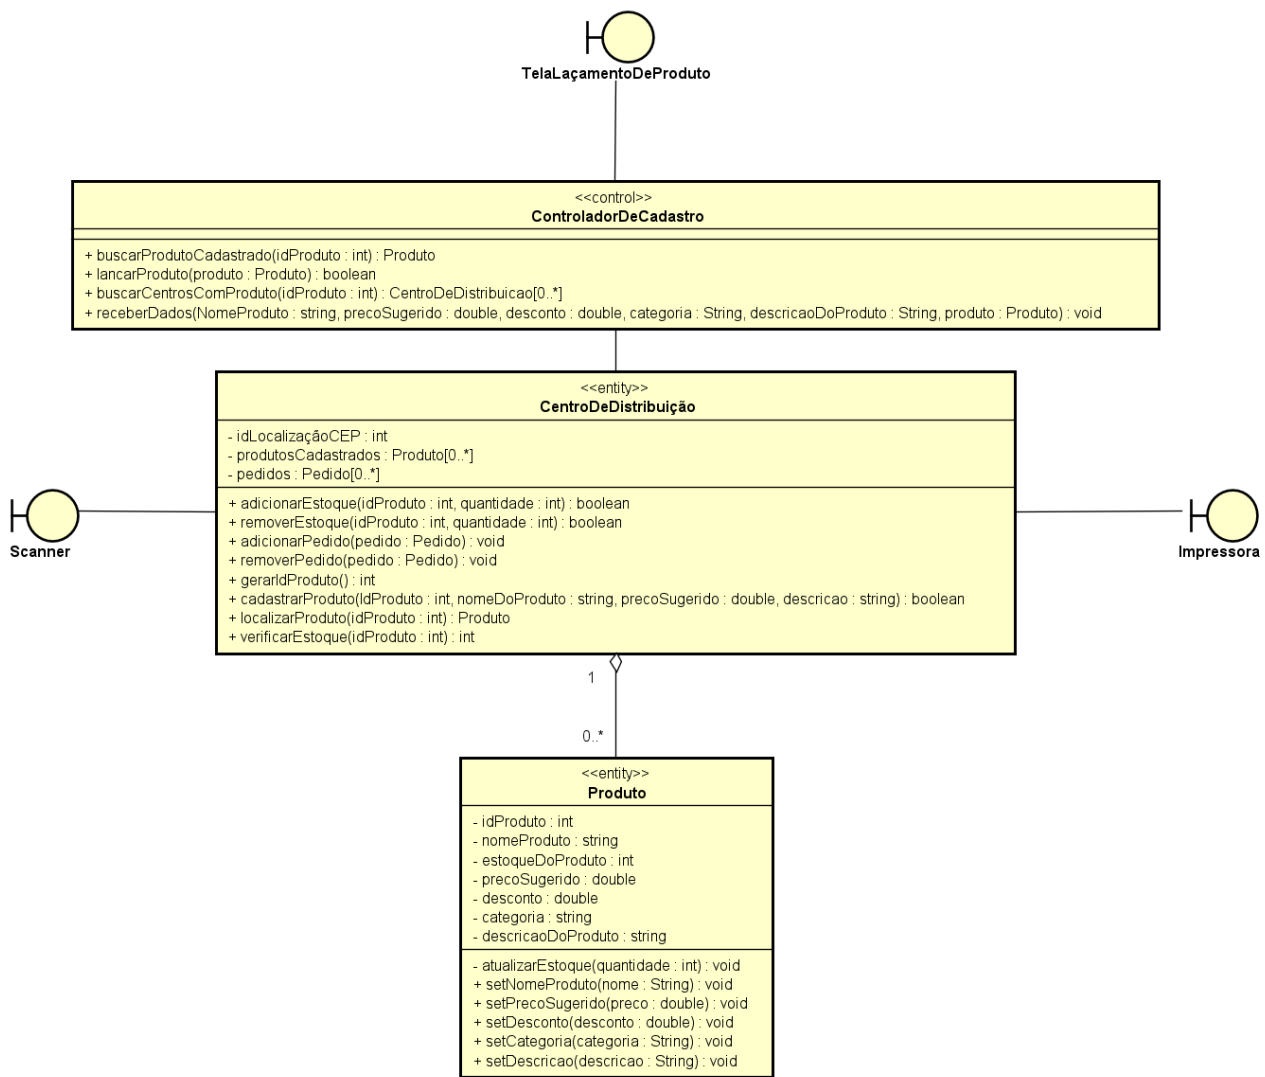 TelaLaçamentoDeProduto
<<control>>
ControladorDeCadastro
+ buscarProdutoCadastrado(idProduto : int) : Produto
+ lancarProduto(produto : Produto) : boolean
+ buscarCentrosComProduto(idProduto : int) : CentroDeDistribuicao[0..*]
+ receberDados(NomeProduto : string, precoSugerido : double, desconto : double, categoria : String, descricaoDoProduto : String, produto : Produto) : void
<<entity>>
CentroDeDistribuição
- idLocalizaçãoCEP : int
- produtosCadastrados : Produto[0..*]
- pedidos : Pedido[0..*]
+ adicionarEstoque(idProduto : int, quantidade : int) : boolean
+ removerEstoque(idProduto : int, quantidade : int) : boolean
+ adicionarPedido(pedido : Pedido) : void
+ removerPedido(pedido : Pedido) : void
+ gerarIdProduto() : int
+ cadastrarProduto(IdProduto : int, nomeDoProduto : string, precoSugerido : double, descricao : string) : boolean
+ localizarProduto(idProduto : int) : Produto
+ verificarEstoque(idProduto : int) : int
Scanner
Impressora
1
0..*
<<entity>>
Produto
- idProduto : int
- nomeProduto : string
- estoqueDoProduto : int
- precoSugerido : double
- desconto : double
- categoria : string
- descricaoDoProduto : string
- atualizarEstoque(quantidade : int) : void
+ setNomeProduto(nome : String) : void
+ setPrecoSugerido(preco : double) : void
+ setDesconto(desconto : double) : void
+ setCategoria(categoria : String) : void
+ setDescricao(descricao : String) : void